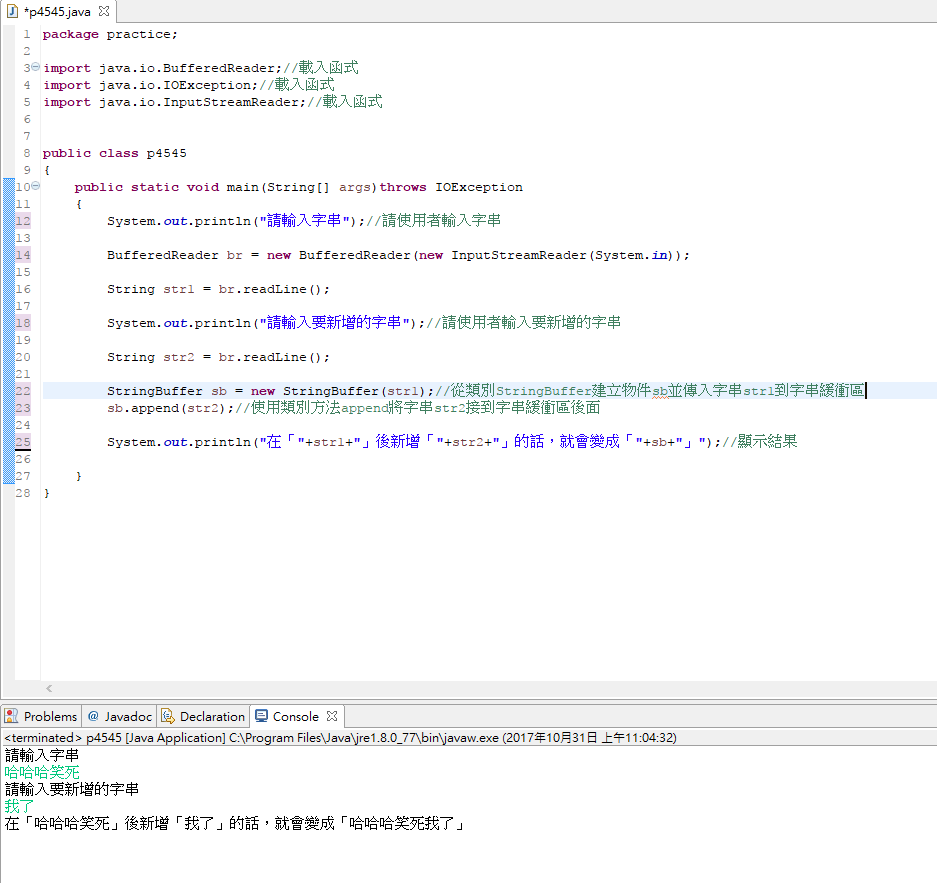 *p4545.java
1 package practice;
2
3 import java.io.BufferedReader;//載入函式
4 import java.io.IOException;//載入函式
5 import java.io.InputStreamReader;//載入函式
6
7
8 public class p4545
9 {
10 public static void main(String[] args)throws IOException
11 {
12 System.out.println("請輸入字串");//請使用者輸入字串
13
14 BufferedReader br = new BufferedReader(new InputStreamReader(System.in));
15
16 String str1 = br.readLine();
17
18 System.out.println("請輸入要新增的字串");//請使用者輸入要新增的字串
19
20 String str2 = br.readLine();
21
22 StringBuffer sb = new StringBuffer(str1);//從類別StringBuffer建立物件sb並傳入字串str1到字串緩衝區
23 sb.append(str2);//使用類別方法append將字串str2接到字串緩衝區後面
24
25 System.out.println("在「"+str1+"」後新增「"+str2+"」的話，就會變成「"+sb+"」");//顯示結果
26
27 }
28 }
Problems @ Javadoc Declaration Console
<terminated> p4545 [Java Application] C:\Program Files\Java\jre1.8.0_77\bin\javaw.exe (2017年10月31日 上午11:04:32)
請輸入字串
哈哈哈笑死
請輸入要新增的字串
我了
在「哈哈哈笑死」後新增「我了」的話，就會變成「哈哈哈笑死我了」